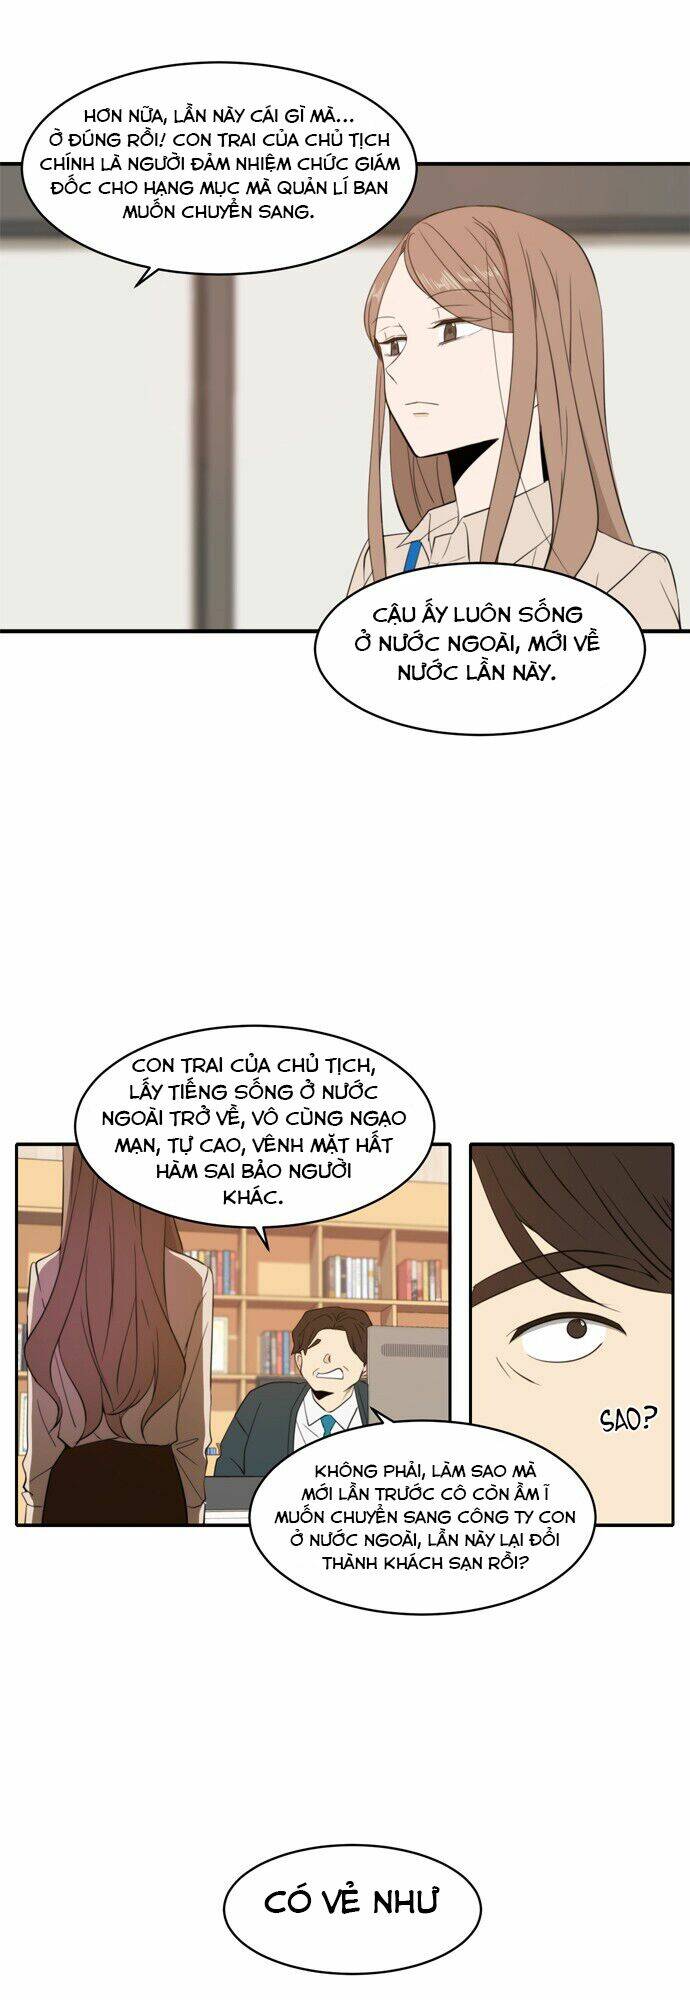 HƠN NỮA, LẦN NÀY CÁI GÌ MÀ...
Ờ ĐÚNG RỒI! CON TRAI CỦA CHỦ TỊCH
CHÍNH LÀ NGƯỜI ĐẢM NHIỆM CHỨC GIÁM
ĐỐC CHO HẠNG MỤC MÀ QUẢN LÍ BAN
MUỐN CHUYỂN SANG.
CẬU ẤY LUÔN SỐNG
Ở NƯỚC NGOÀI, MỚI VỀ
NƯỚC LẦN NÀY.
CON TRAI CỦA CHỦ TỊCH,
LẤY TIẾNG SỐNG Ở NƯỚC
NGOÀI TRỞ VỀ, VÔ CÙNG NGẠO
MẠN, TỰ CAO, VÊNH MẶT HẤT
HÀM SAI BẢO NGƯỜI
KHÁC.
SAO?
KHÔNG PHẢI, LÀM SAO MÀ
MỚI LẦN TRƯỚC CÔ CÒN ẦM Ĩ
MUỐN CHUYỂN SANG CÔNG TY CON
Ở NƯỚC NGOÀI, LẦN NÀY LẠI ĐỔI
THÀNH KHÁCH SẠN RỒI?
CÓ VẺ NHƯ